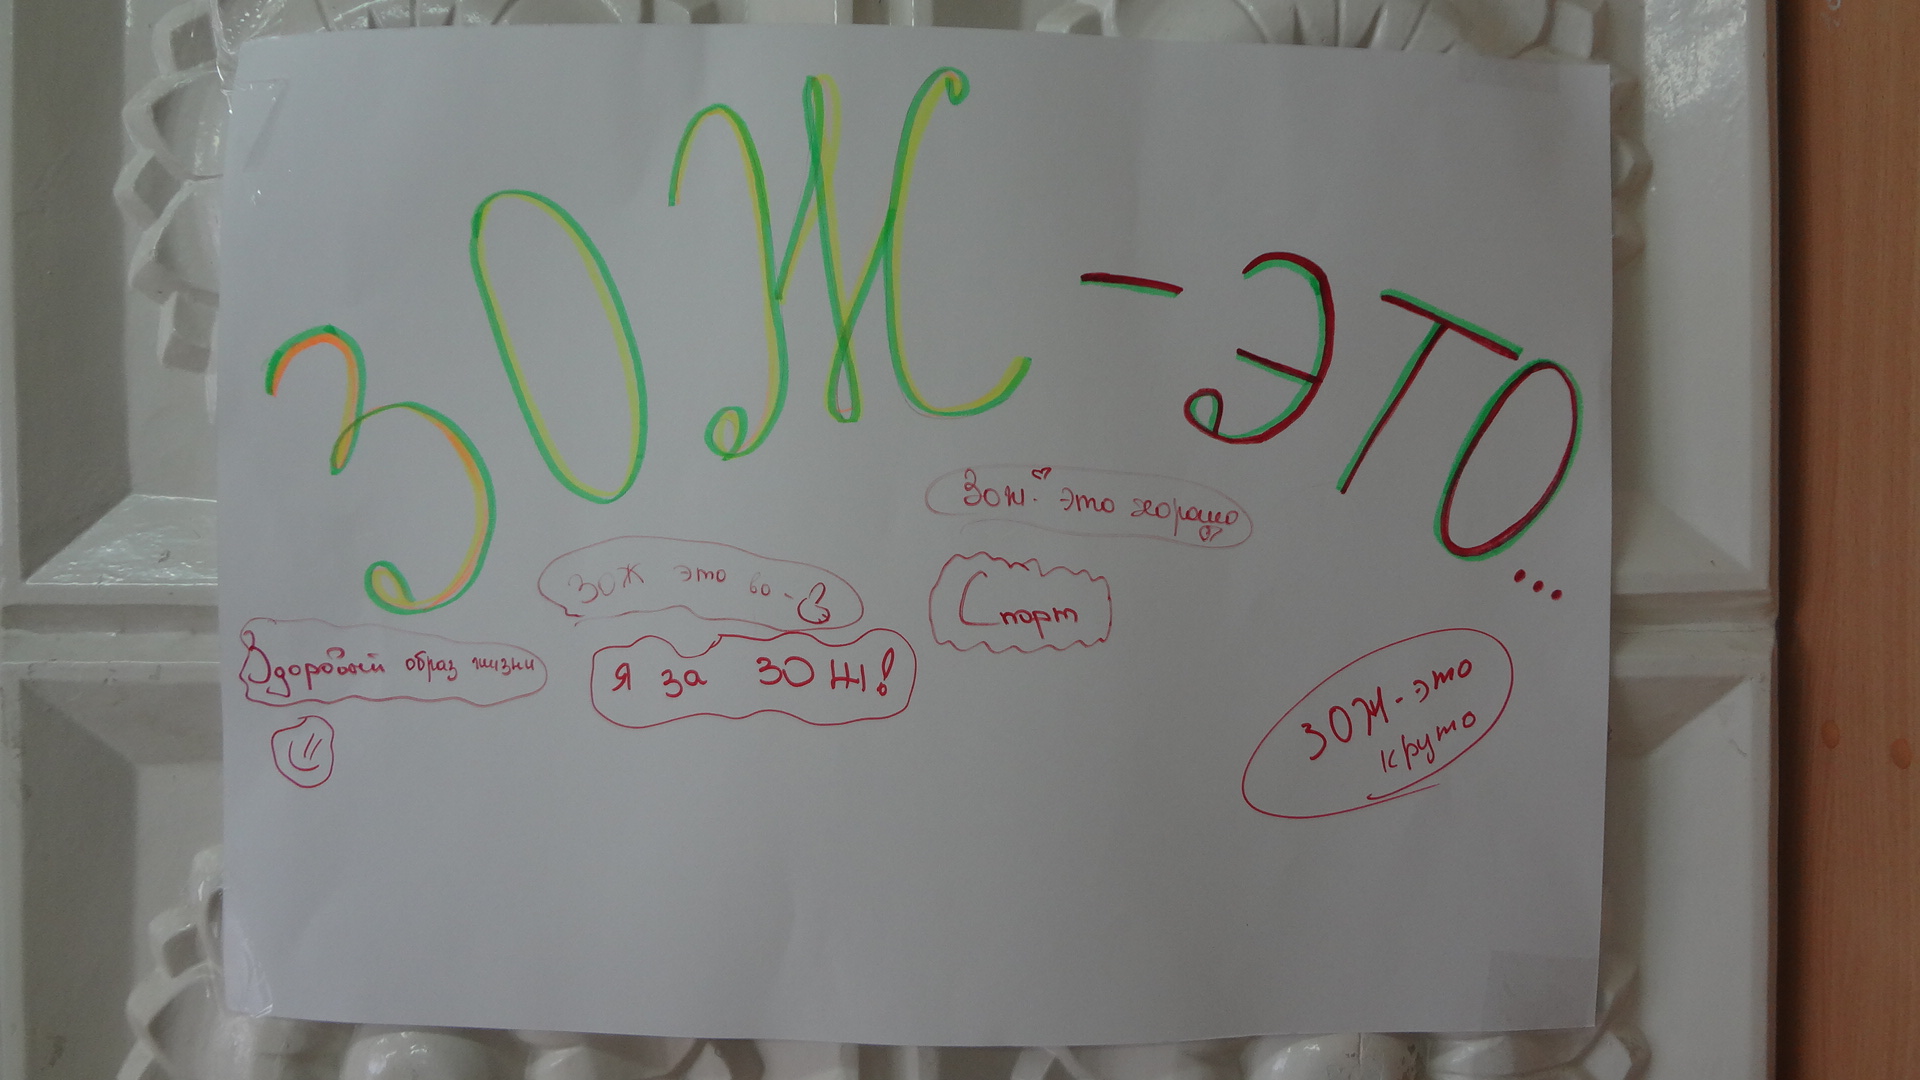 ЗОЖ - ЭТО...
Зож - это хорошо
ЗОЖ это во -
Спорт
Здоровый образ жизни
Я за ЗОЖ!
ЗОЖ - это
круто